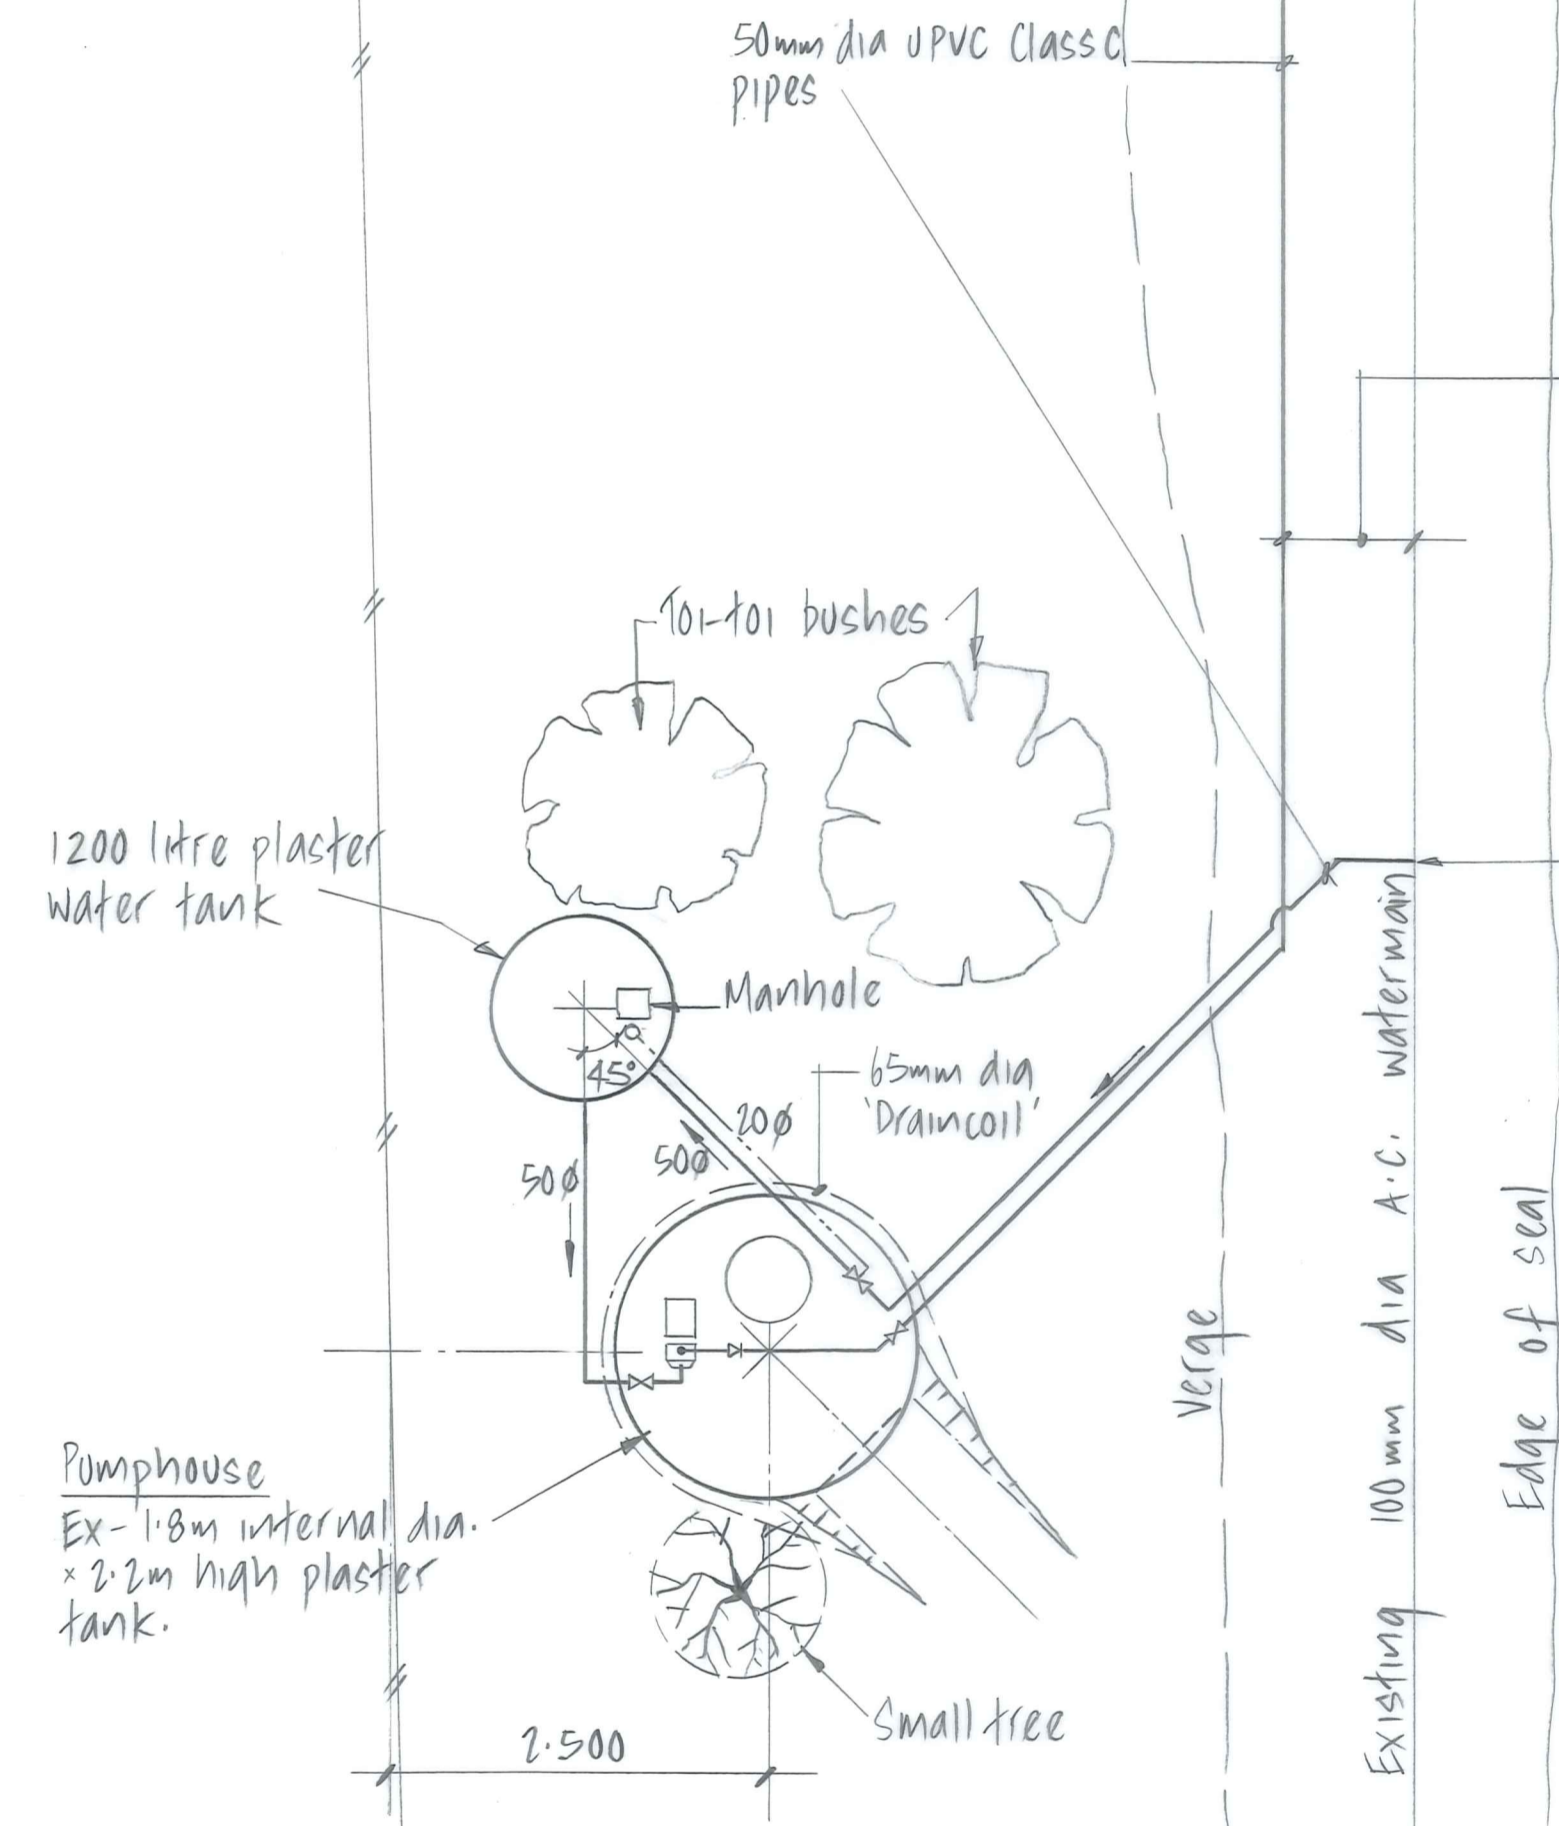 50mm dia UPVC Class C
pipes
Toi-toi bushes
1200 litre plaster
water tank
Manhole
45°
65mm dia
'Draincoil'
20ø
50ø
50ø
Verge
Existing 100mm dia A.C. watermain
Edge of seal
Pumphouse
Ex - 1.8m internal dia.
× 2.2m high plaster
tank.
Small tree
2.500